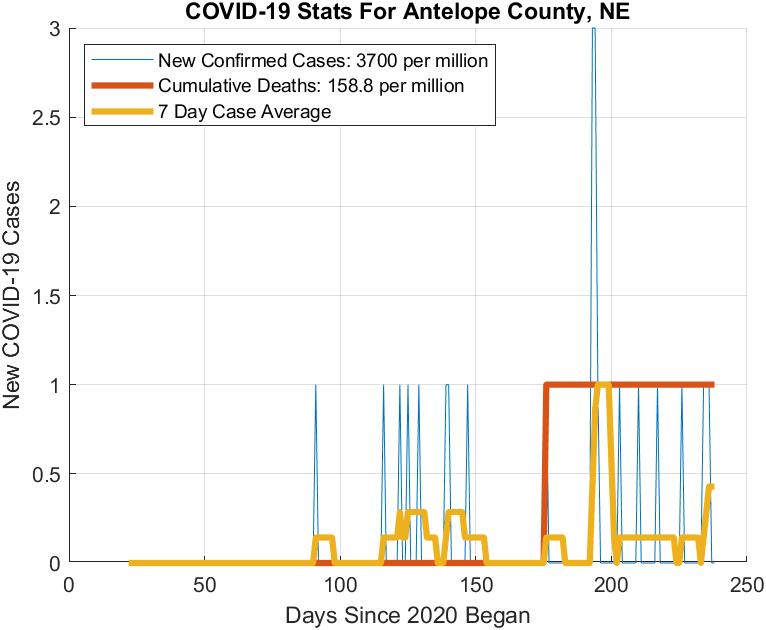 COVID-19 Stats For Antelope County, NE
New Confirmed Cases: 3700 per million
Cumulative Deaths: 158.8 per million
7 Day Case Average
New COVID-19 Cases
3
2.5
2
1.5
1
0.5
0
0 50 100 150 200 250
Days Since 2020 Began